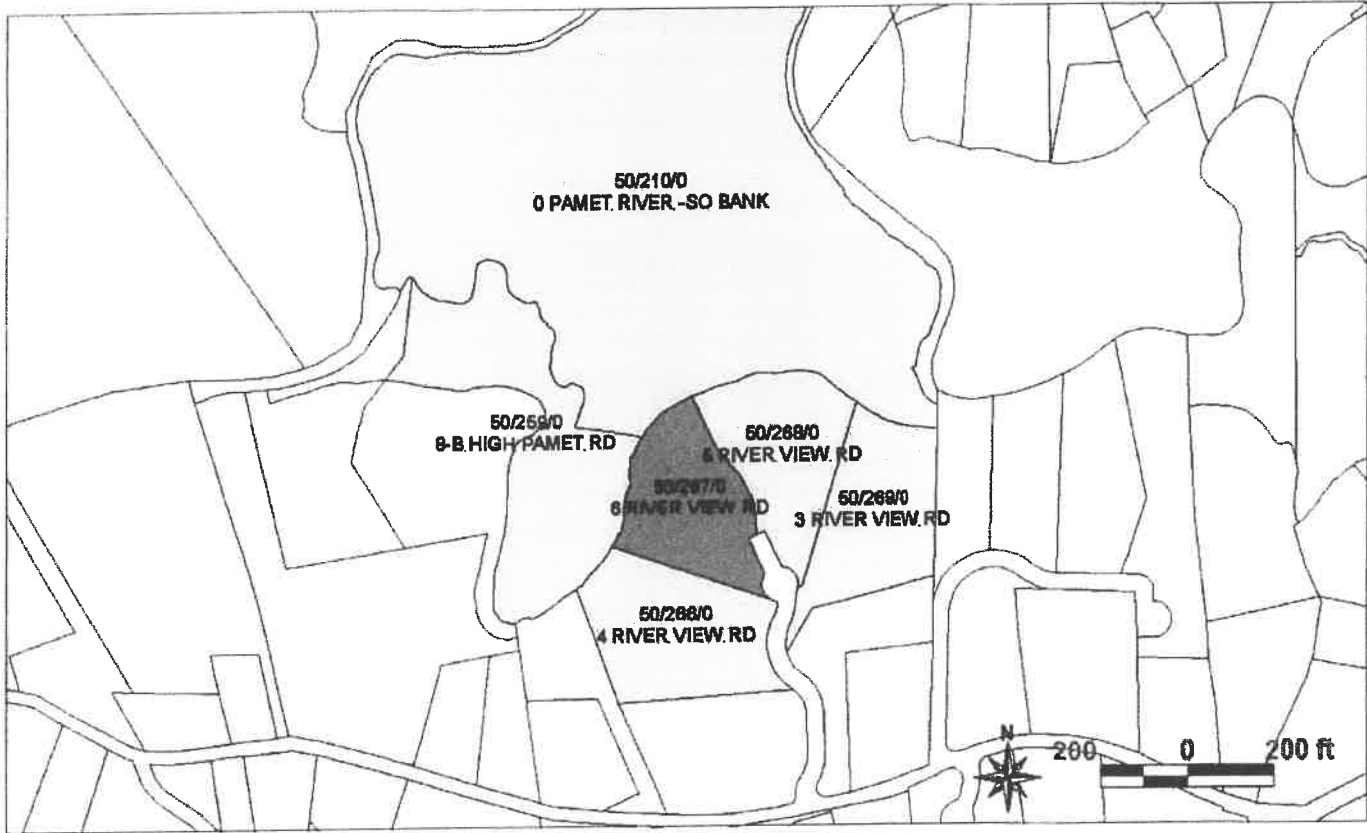 50/210/0
0 PAMET RIVER -SO BANK
50/259/0
8-B HIGH PAMET RD
50/268/0
5 RIVER VIEW RD
50/267/0
6 RIVER VIEW RD
50/269/0
3 RIVER VIEW RD
50/266/0
4 RIVER VIEW RD
N
200 0 200 ft